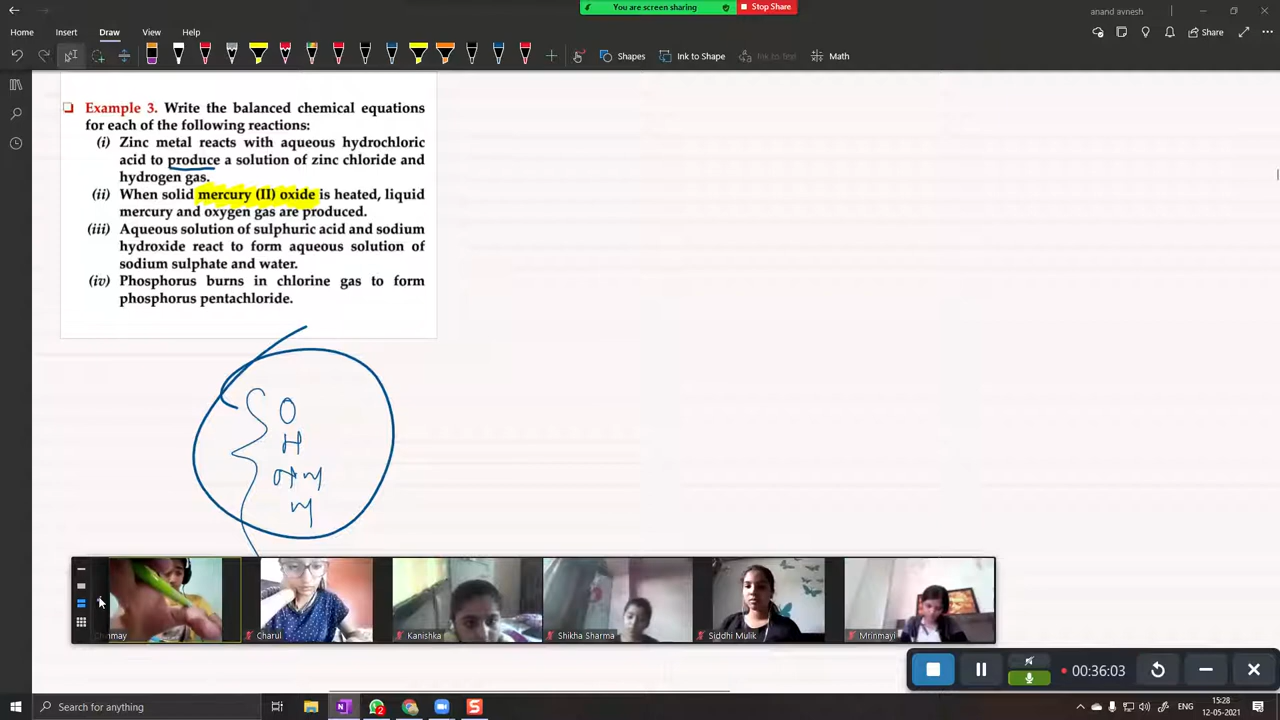 You are screen sharing
Stop Share
anand avnesh
Home Insert Draw View Help
Share
Shapes
Ink to Shape
Ink to Text
Math
Example 3. Write the balanced chemical equations
for each of the following reactions:
(i) Zinc metal reacts with aqueous hydrochloric
acid to produce a solution of zinc chloride and
hydrogen gas.
(ii) When solid mercury (II) oxide is heated, liquid
mercury and oxygen gas are produced.
(iii) Aqueous solution of sulphuric acid and sodium
hydroxide react to form aqueous solution of
sodium sulphate and water.
(iv) Phosphorus burns in chlorine gas to form
phosphorus pentachloride.
O
H
Charul
Kanishka
Shikha Sharma
Siddhi Mulik
Mrinmayi
00:36:03
Search for anything
2
15:28
12-05-2021